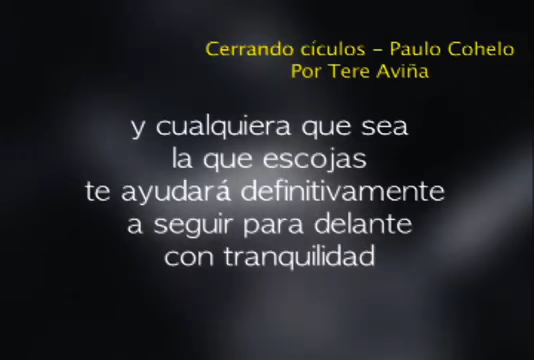 Cerrando cículos – Paulo Cohelo
Por Tere Aviña
y cualquiera que sea
la que escojas
te ayudará definitivamente
a seguir para delante
con tranquilidad